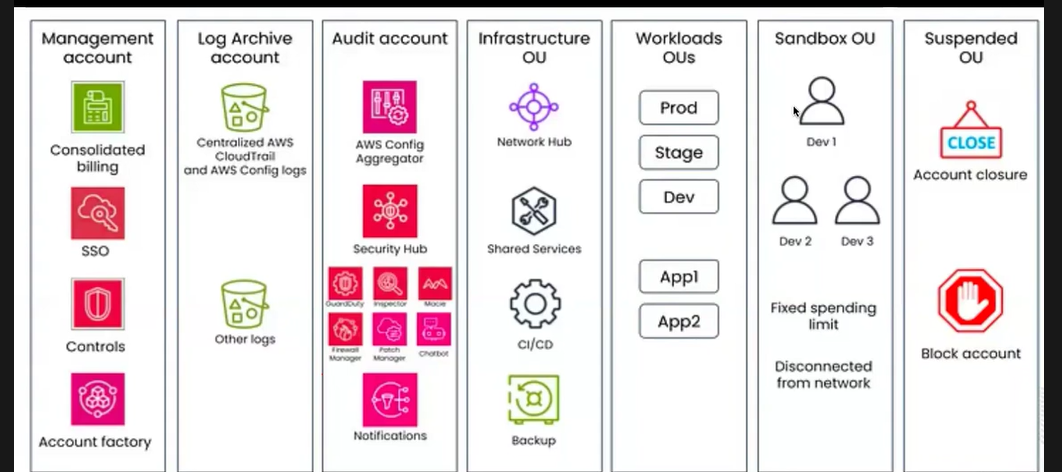 Management
account
Consolidated
billing
SSO
Controls
Account factory
Log Archive
account
Centralized AWS
CloudTrail
and AWS Config logs
Other logs
Audit account
AWS Config
Aggregator
Security Hub
GuardDuty
Inspector
Macie
Firewall
Manager
Patch
Manager
Chatbot
Notifications
Infrastructure
OU
Network Hub
Shared Services
CI/CD
Backup
Workloads
OUs
Prod
Stage
Dev
App1
App2
Sandbox OU
Dev 1
Dev 2
Dev 3
Fixed spending
limit
Disconnected
from network
Suspended
OU
CLOSE
Account closure
Block account